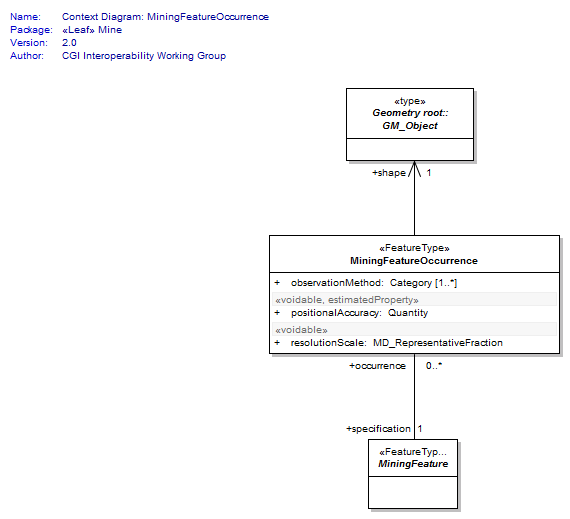 Name: Context Diagram: MiningFeatureOccurrence
Package: «Leaf» Mine
Version: 2.0
Author: CGI Interoperability Working Group
«type»
Geometry root::
GM_Object
+shape 1
«FeatureType»
MiningFeatureOccurrence
+ observationMethod: Category [1..*]
«voidable, estimatedProperty»
+ positionalAccuracy: Quantity
«voidable»
+ resolutionScale: MD_RepresentativeFraction
+occurrence 0..*
+specification 1
«FeatureTyp...
MiningFeature